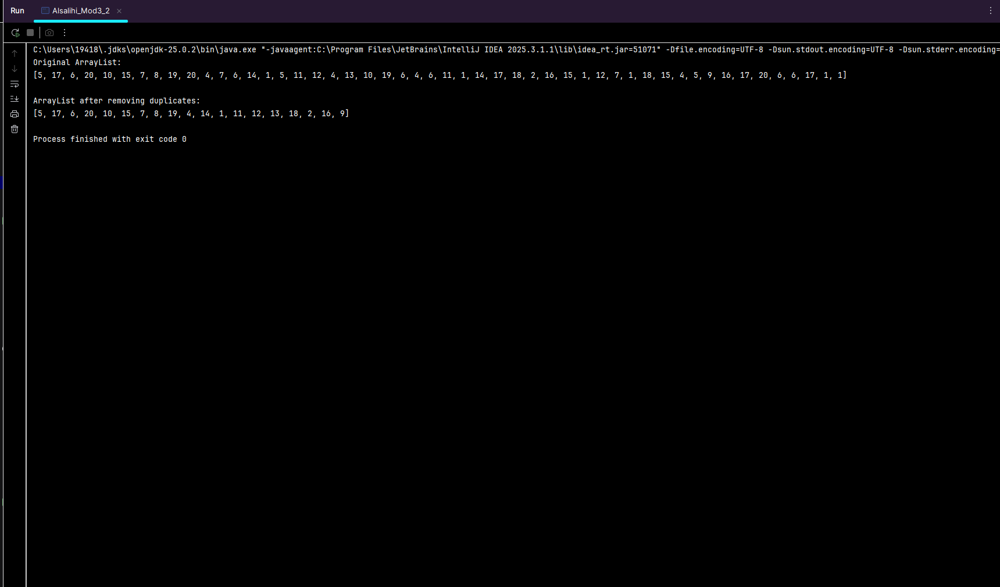 Run Alsalihi_Mod3_2
C:\Users\19418\.jdks\openjdk-25.0.2\bin\java.exe "-javaagent:C:\Program Files\JetBrains\IntelliJ IDEA 2025.3.1.1\lib\idea_rt.jar=51071" -Dfile.encoding=UTF-8 -Dsun.stdout.encoding=UTF-8 -Dsun.stderr.encoding=
Original ArrayList:
[5, 17, 6, 20, 10, 15, 7, 8, 19, 20, 4, 7, 6, 14, 1, 5, 11, 12, 4, 13, 10, 19, 6, 4, 6, 11, 1, 14, 17, 18, 2, 16, 15, 1, 12, 7, 1, 18, 15, 4, 5, 9, 16, 17, 20, 6, 6, 17, 1, 1]
ArrayList after removing duplicates:
[5, 17, 6, 20, 10, 15, 7, 8, 19, 4, 14, 1, 11, 12, 13, 18, 2, 16, 9]
Process finished with exit code 0